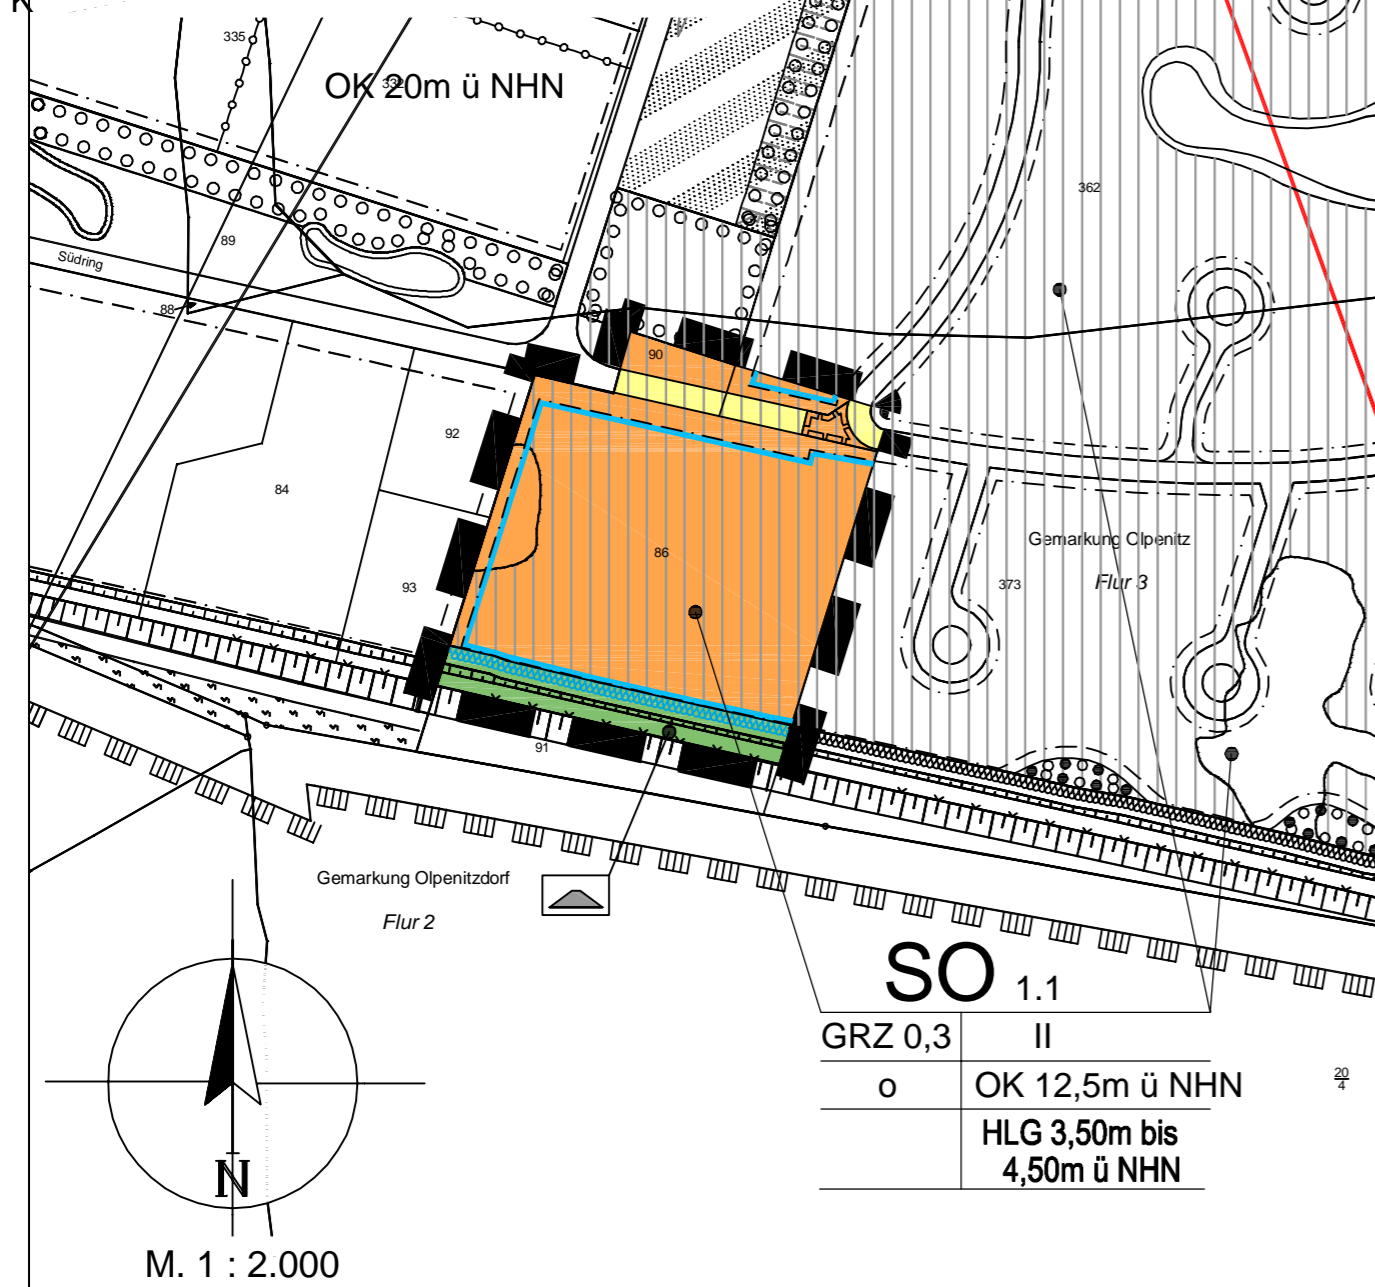 335
332
OK 20m ü NHN
362
89
Südring
88
90
92
84
86
Gemarkung Olpenitz
Flur 3
93
373
91
Gemarkung Olpenitzdorf
Flur 2
SO 1.1
GRZ 0,3 II
o OK 12,5m ü NHN
20
4
HLG 3,50m bis
4,50m ü NHN
N
M. 1 : 2.000